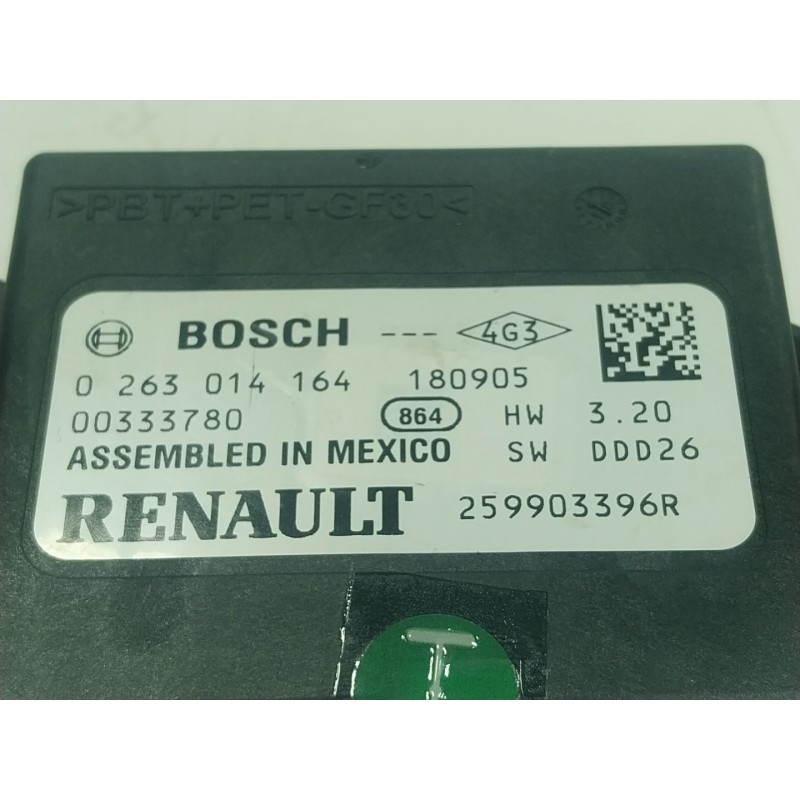 >PBT+PET-GF30<
BOSCH --- 4G3
0 263 014 164 180905
00333780 864 HW 3.20
ASSEMBLED IN MEXICO SW DDD26
RENAULT 259903396R
T